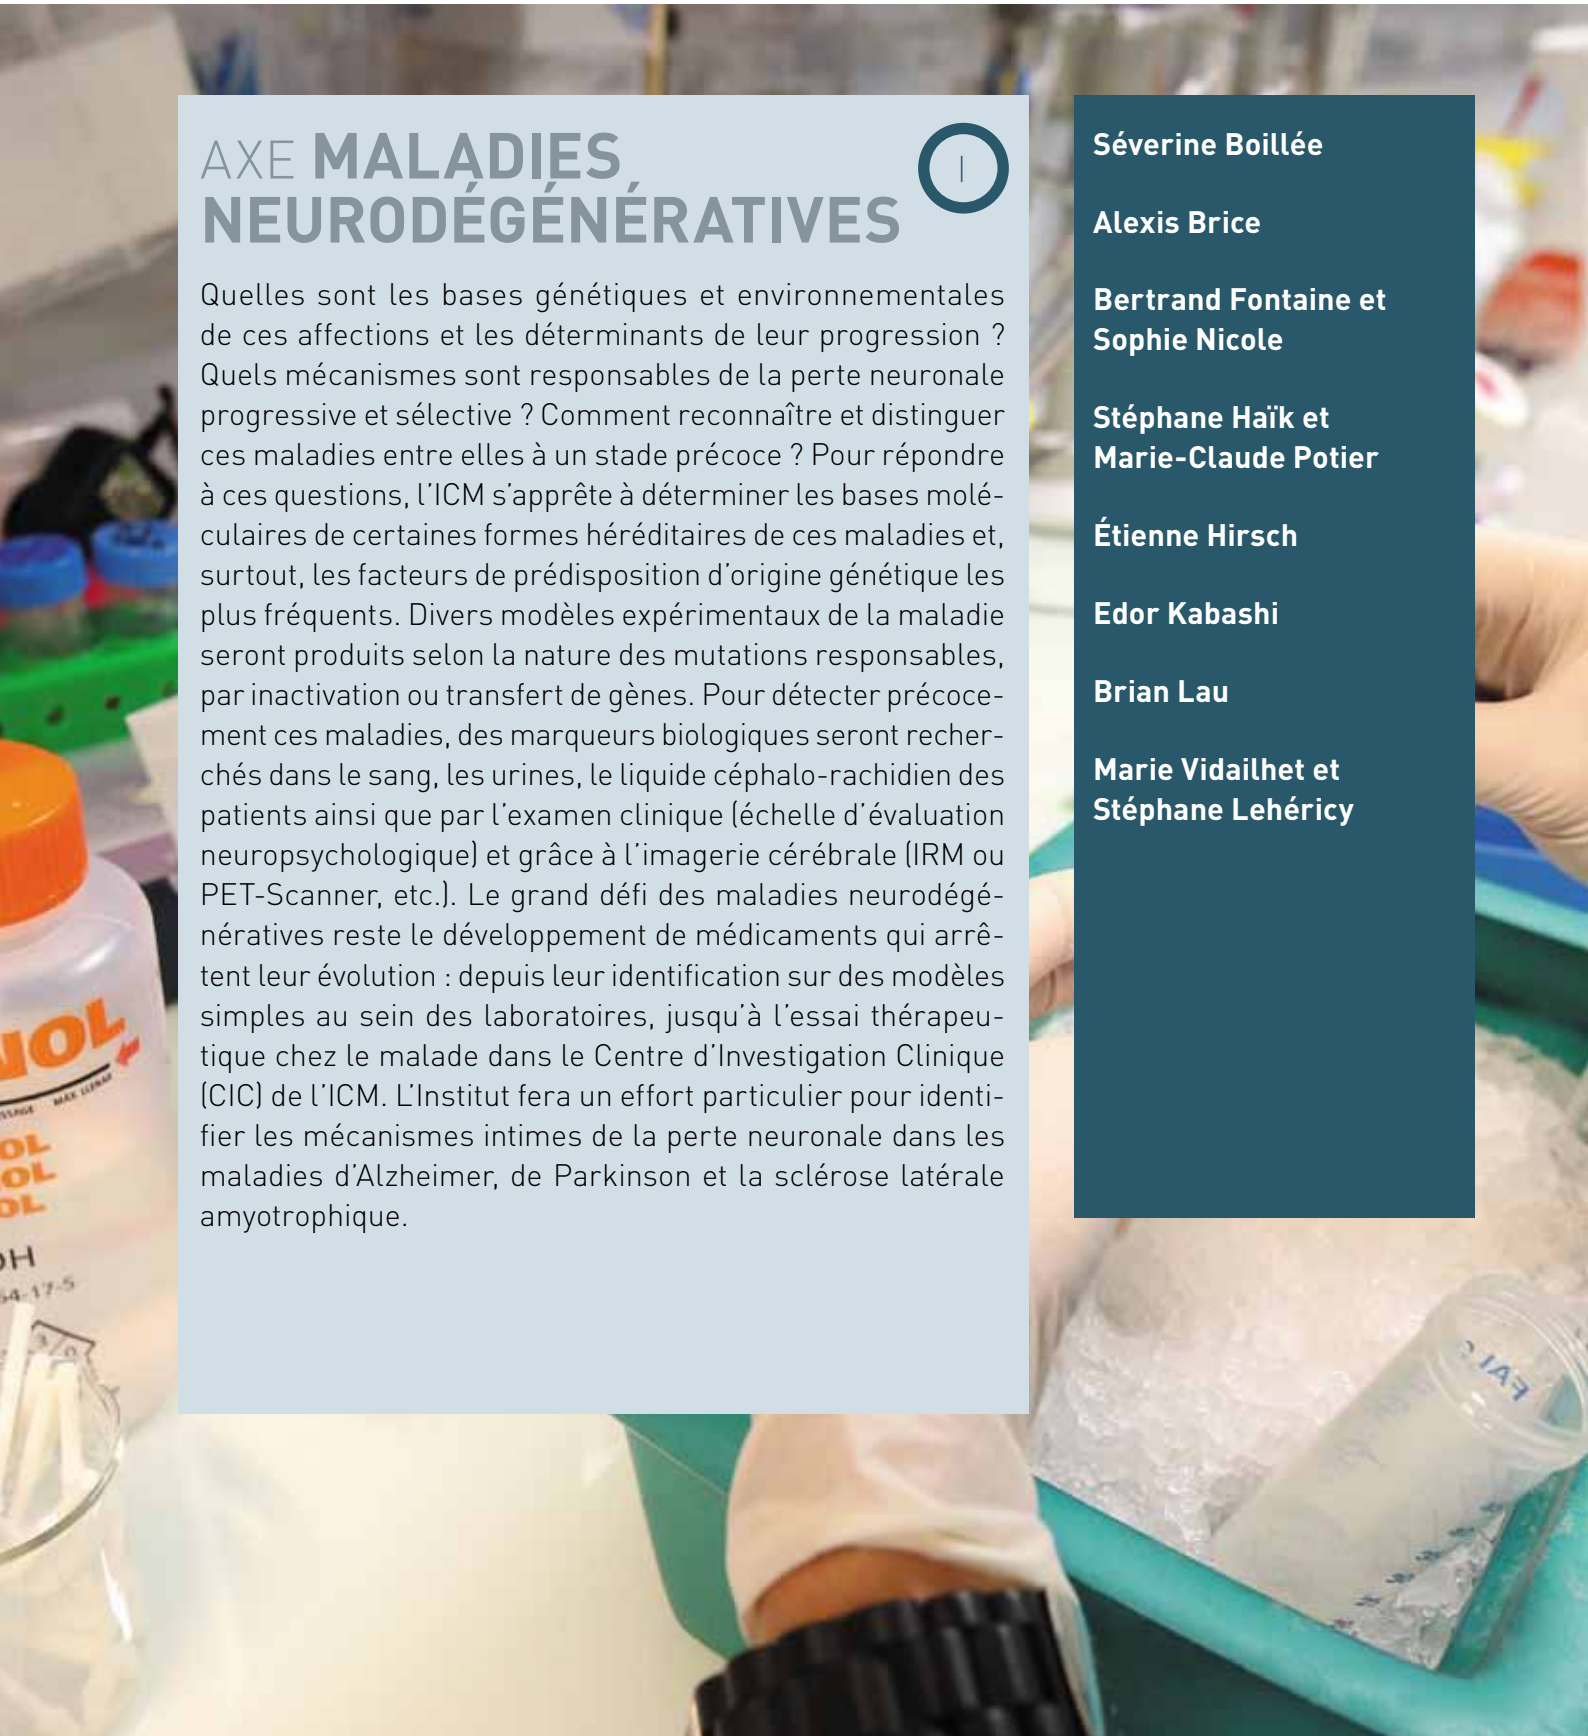 AXE MALADIES
NEURODÉGÉNÉRATIVES
I
Quelles sont les bases génétiques et environnementales
de ces affections et les déterminants de leur progression ?
Quels mécanismes sont responsables de la perte neuronale
progressive et sélective ? Comment reconnaître et distinguer
ces maladies entre elles à un stade précoce ? Pour répondre
à ces questions, l’ICM s’apprête à déterminer les bases molé-
culaires de certaines formes héréditaires de ces maladies et,
surtout, les facteurs de prédisposition d’origine génétique les
plus fréquents. Divers modèles expérimentaux de la maladie
seront produits selon la nature des mutations responsables,
par inactivation ou transfert de gènes. Pour détecter précoce-
ment ces maladies, des marqueurs biologiques seront recher-
chés dans le sang, les urines, le liquide céphalo-rachidien des
patients ainsi que par l’examen clinique (échelle d’évaluation
neuropsychologique) et grâce à l’imagerie cérébrale (IRM ou
PET-Scanner, etc.). Le grand défi des maladies neurodégé-
nératives reste le développement de médicaments qui arrê-
tent leur évolution : depuis leur identification sur des modèles
simples au sein des laboratoires, jusqu’à l’essai thérapeu-
tique chez le malade dans le Centre d’Investigation Clinique
(CIC) de l’ICM. L’Institut fera un effort particulier pour identi-
fier les mécanismes intimes de la perte neuronale dans les
maladies d’Alzheimer, de Parkinson et la sclérose latérale
amyotrophique.
Séverine Boillée
Alexis Brice
Bertrand Fontaine et
Sophie Nicole
Stéphane Haïk et
Marie-Claude Potier
Étienne Hirsch
Edor Kabashi
Brian Lau
Marie Vidailhet et
Stéphane Lehéricy
NOL
MAX LLENAR
OL
OL
OL
OH
64-17-5
FAL